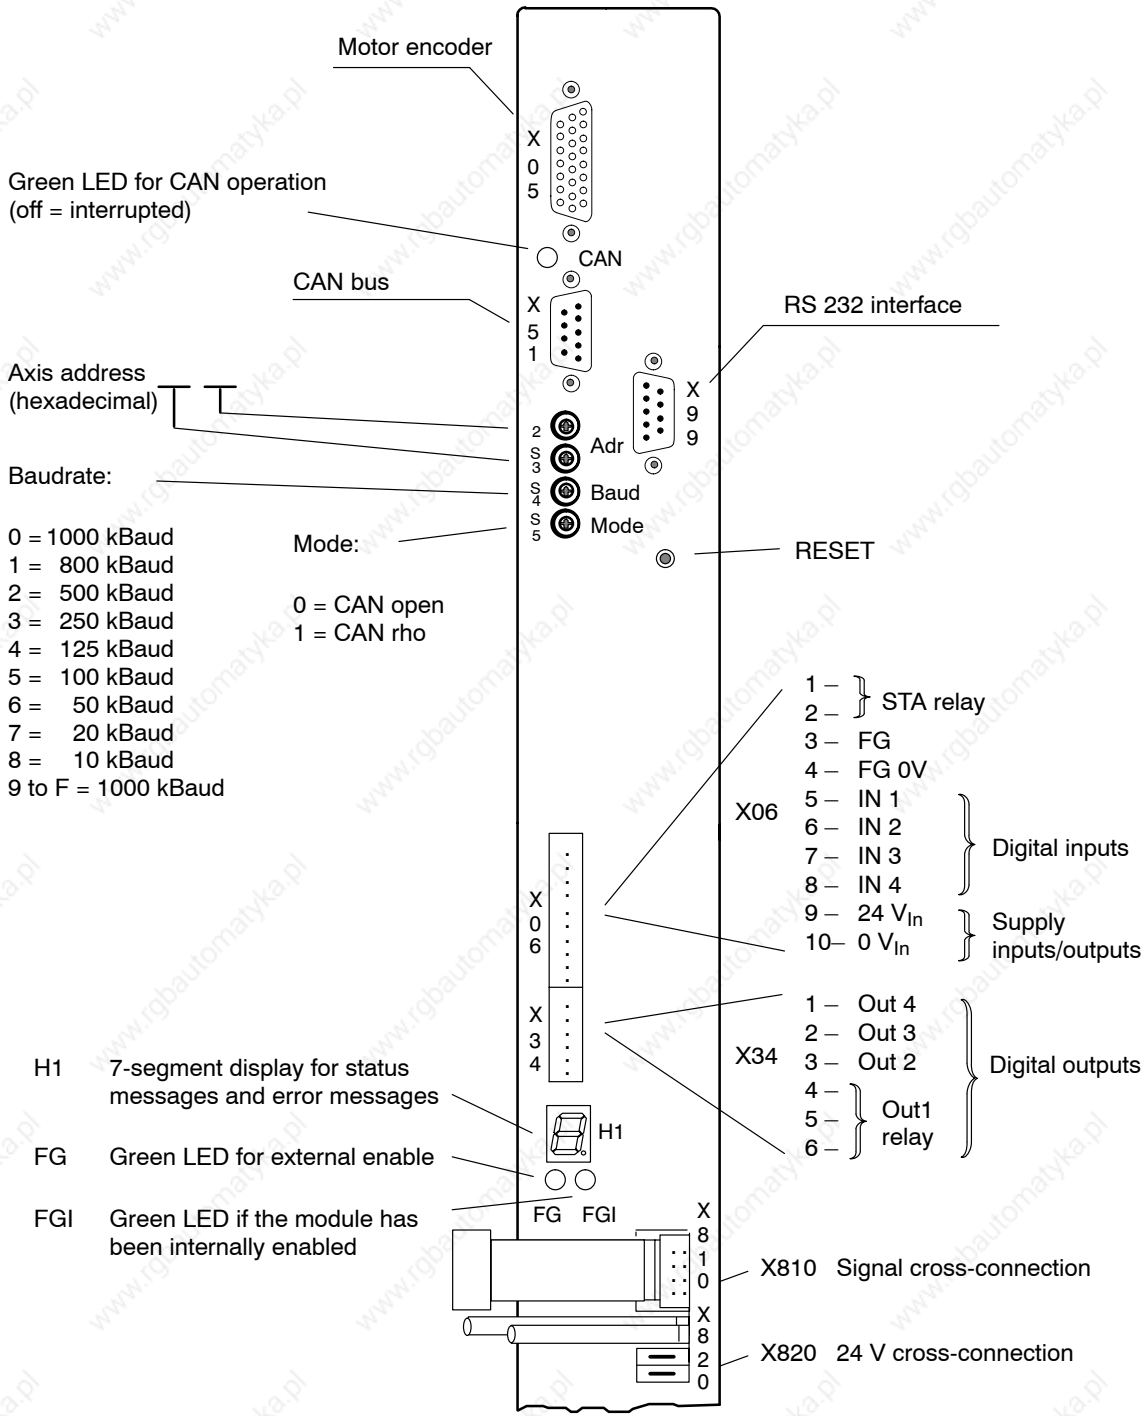 Motor encoder
X
0
5
Green LED for CAN operation
(off = interrupted)
CAN
CAN bus
X
5
1
RS 232 interface
X
9
9
Axis address
(hexadecimal)
2
S
3
Adr
Baudrate:
S
4
Baud
S
5
Mode
0 = 1000 kBaud
1 = 800 kBaud
2 = 500 kBaud
3 = 250 kBaud
4 = 125 kBaud
5 = 100 kBaud
6 = 50 kBaud
7 = 20 kBaud
8 = 10 kBaud
9 to F = 1000 kBaud
Mode:
0 = CAN open
1 = CAN rho
RESET
X06
1 –
2 –
STA relay
3 – FG
4 – FG 0V
5 – IN 1
6 – IN 2
7 – IN 3
8 – IN 4
Digital inputs
9 – 24 VIn
10– 0 VIn
Supply
inputs/outputs
X
0
6
X
3
4
X34
1 – Out 4
2 – Out 3
3 – Out 2
4 –
5 –
6 –
Out1
relay
Digital outputs
H1 7-segment display for status
messages and error messages
H1
FG Green LED for external enable
FGI Green LED if the module has
been internally enabled
FG FGI
X
8
1
0
X810 Signal cross-connection
X
8
2
0
X820 24 V cross-connection
www.rgbautomatyka.pl